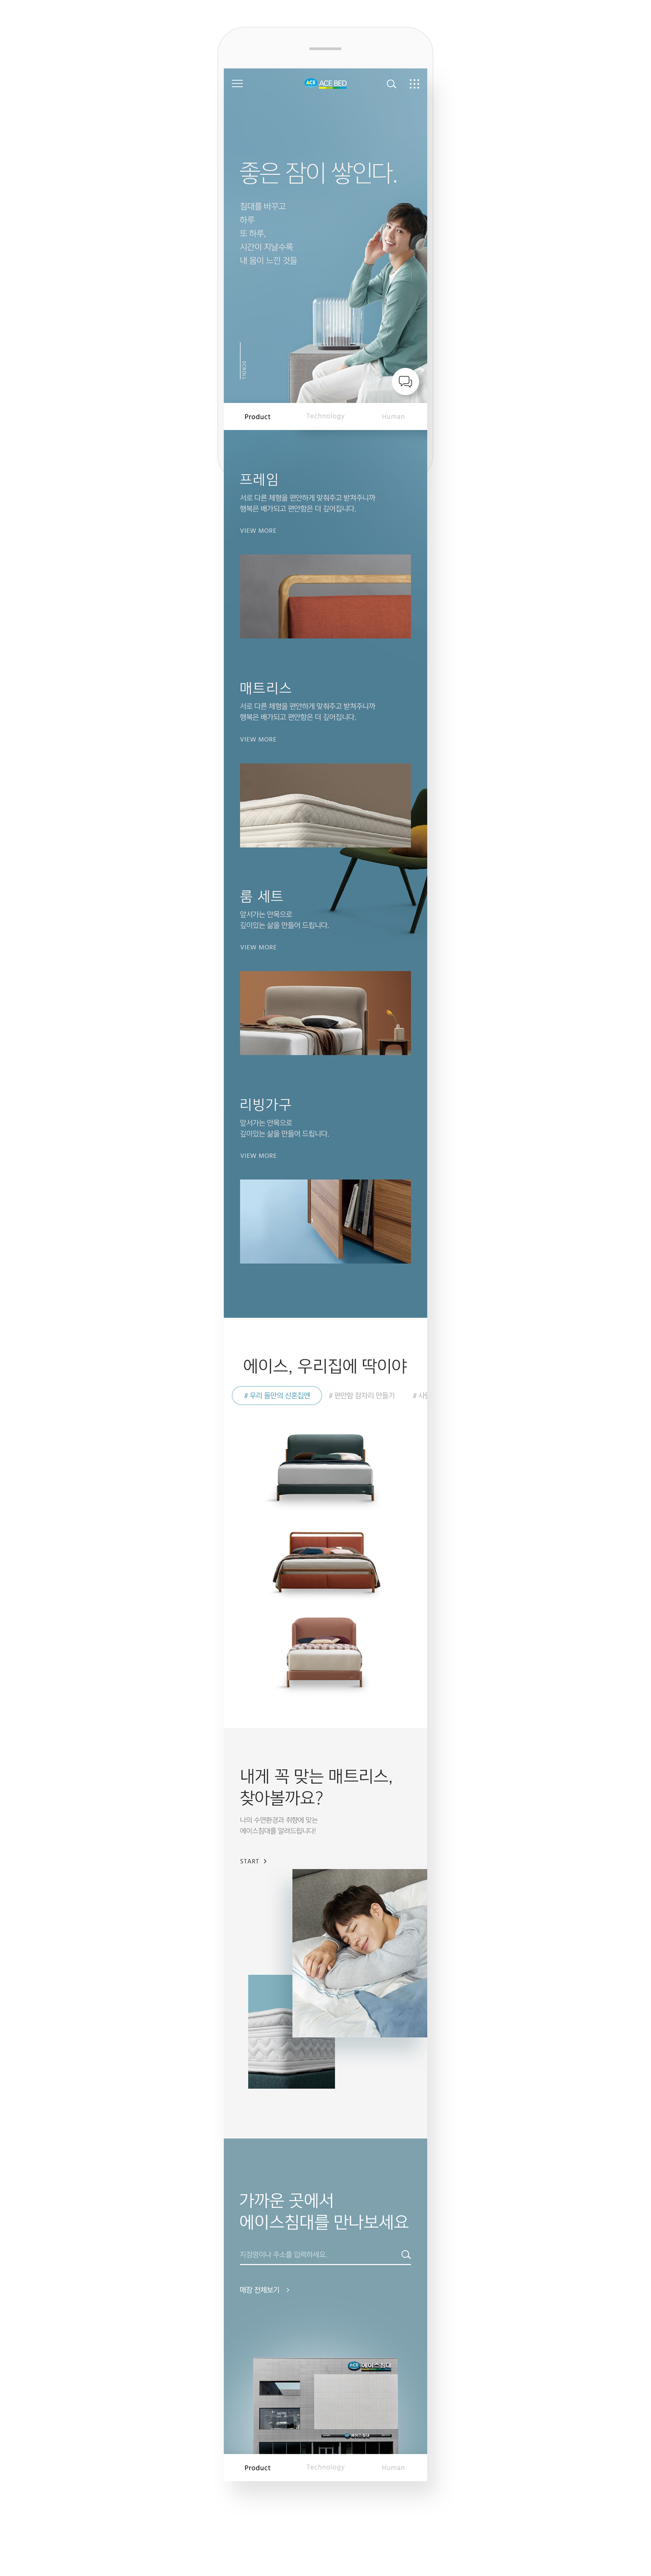 ACE ACE BED
좋은 잠이 쌓인다.
침대를 바꾸고
하루
또 하루,
시간이 지날수록
내 몸이 느낀 것들
SCROLL
Product Technology Human
프레임
서로 다른 체형을 편안하게 맞춰주고 받쳐주니까
행복은 배가되고 편안함은 더 깊어집니다.
VIEW MORE
매트리스
서로 다른 체형을 편안하게 맞춰주고 받쳐주니까
행복은 배가되고 편안함은 더 깊어집니다.
VIEW MORE
룸 세트
앞서가는 안목으로
깊이있는 삶을 만들어 드립니다.
VIEW MORE
리빙가구
앞서가는 안목으로
깊이있는 삶을 만들어 드립니다.
VIEW MORE
에이스, 우리집에 딱이야
# 우리 둘만의 신혼집엔 # 편안함 잠자리 만들기 # 사
내게 꼭 맞는 매트리스,
찾아볼까요?
나의 수면환경과 취향에 맞는
에이스침대를 알려드립니다!
START
가까운 곳에서
에이스침대를 만나보세요
지점명이나 주소를 입력하세요.
매장 전체보기
ACE 에이스침대
에이스침대
Product Technology Human